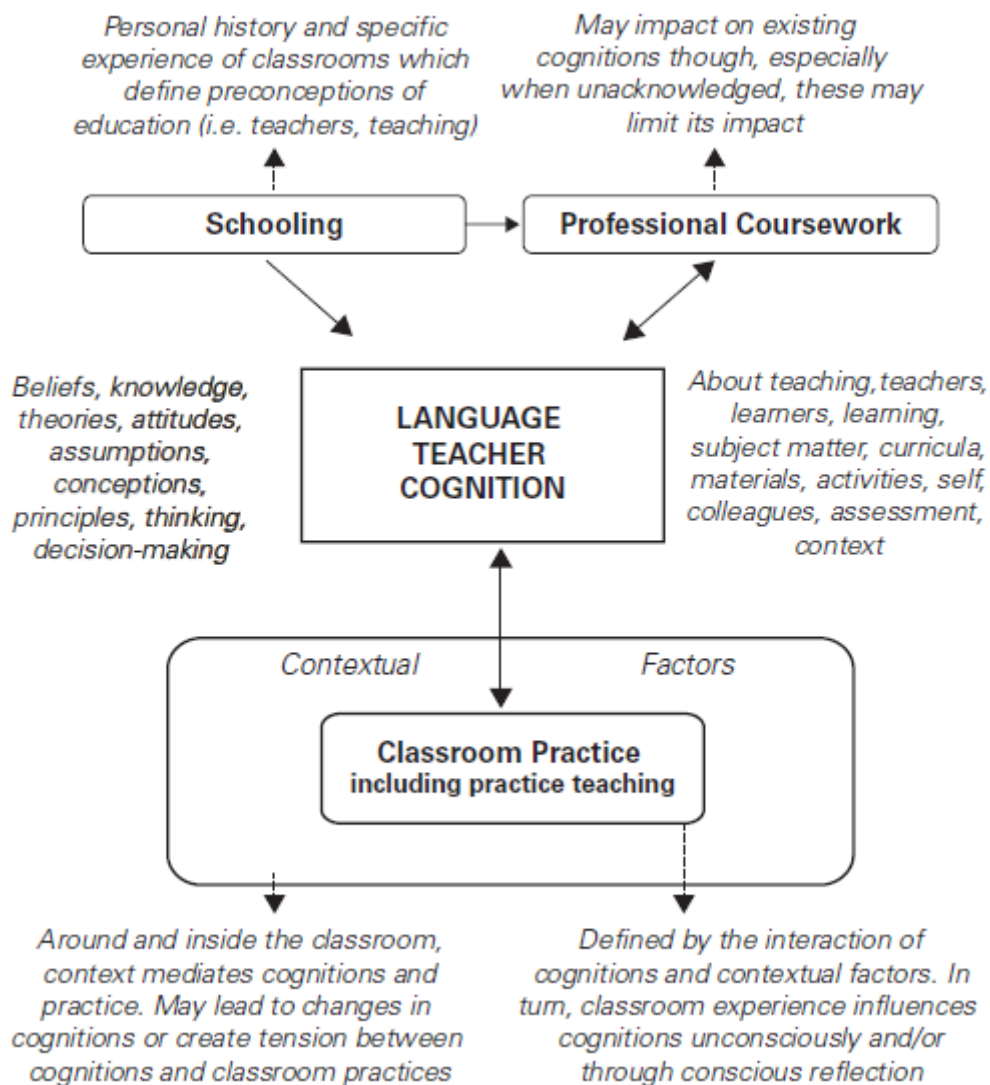 Personal history and specific
experience of classrooms which
define preconceptions of
education (i.e. teachers, teaching)
May impact on existing
cognitions though, especially
when unacknowledged, these may
limit its impact
Schooling
Professional Coursework
Beliefs, knowledge,
theories, attitudes,
assumptions,
conceptions,
principles, thinking,
decision-making
LANGUAGE
TEACHER
COGNITION
About teaching,teachers,
learners, learning,
subject matter, curricula,
materials, activities, self,
colleagues, assessment,
context
Contextual Factors
Classroom Practice
including practice teaching
Around and inside the classroom,
context mediates cognitions and
practice. May lead to changes in
cognitions or create tension between
cognitions and classroom practices
Defined by the interaction of
cognitions and contextual factors. In
turn, classroom experience influences
cognitions unconsciously and/or
through conscious reflection